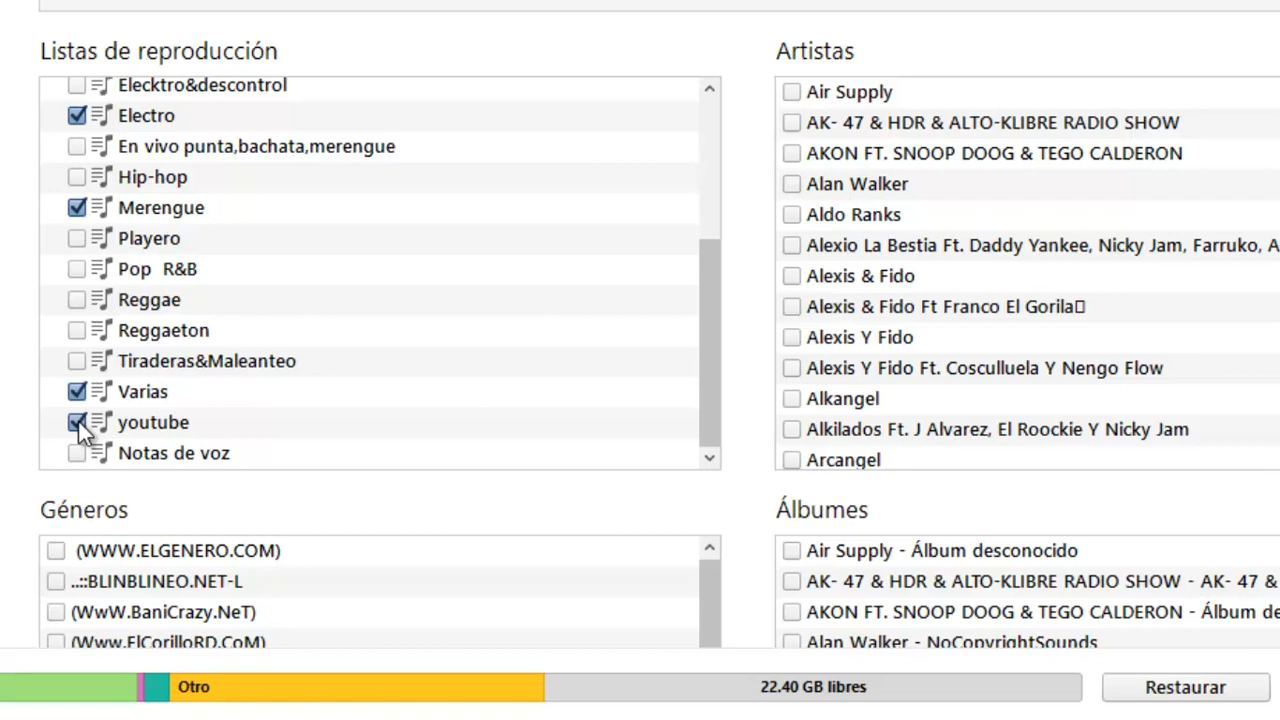 Listas de reproducción
Elecktro&descontrol
Electro
En vivo punta,bachata,merengue
Hip-hop
Merengue
Playero
Pop R&B
Reggae
Reggaeton
Tiraderas&Maleanteo
Varias
youtube
Notas de voz
Artistas
Air Supply
AK- 47 & HDR & ALTO-KLIBRE RADIO SHOW
AKON FT. SNOOP DOOG & TEGO CALDERON
Alan Walker
Aldo Ranks
Alexio La Bestia Ft. Daddy Yankee, Nicky Jam, Farruko, A
Alexis & Fido
Alexis & Fido Ft Franco El Gorila
Alexis Y Fido
Alexis Y Fido Ft. Cosculluela Y Nengo Flow
Alkangel
Alkilados Ft. J Alvarez, El Roockie Y Nicky Jam
Arcangel
Géneros
(WWW.ELGENERO.COM)
..::BLINBLINEO.NET-L
(WwW.BaniCrazy.NeT)
(Www.ElCorilloRD.CoM)
Álbumes
Air Supply - Álbum desconocido
AK- 47 & HDR & ALTO-KLIBRE RADIO SHOW - AK- 47 &
AKON FT. SNOOP DOOG & TEGO CALDERON - Álbum de
Alan Walker - NoCopyrightSounds
Otro
22.40 GB libres
Restaurar